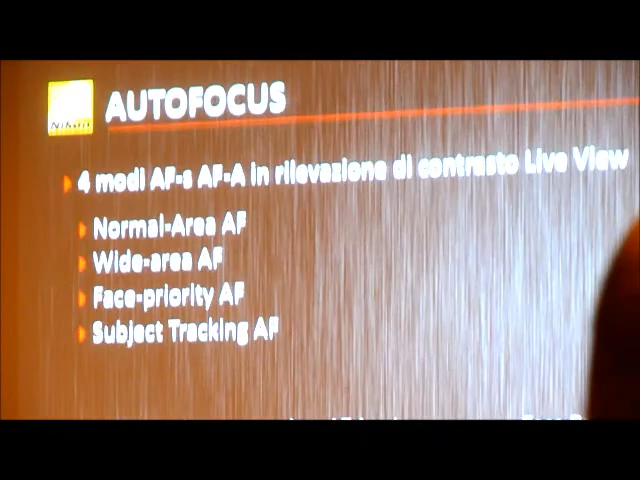 Nikon
AUTOFOCUS
4 modi AF-s AF-A in rilevazione di contrasto Live View
Normal-Area AF
Wide-area AF
Face-priority AF
Subject Tracking AF